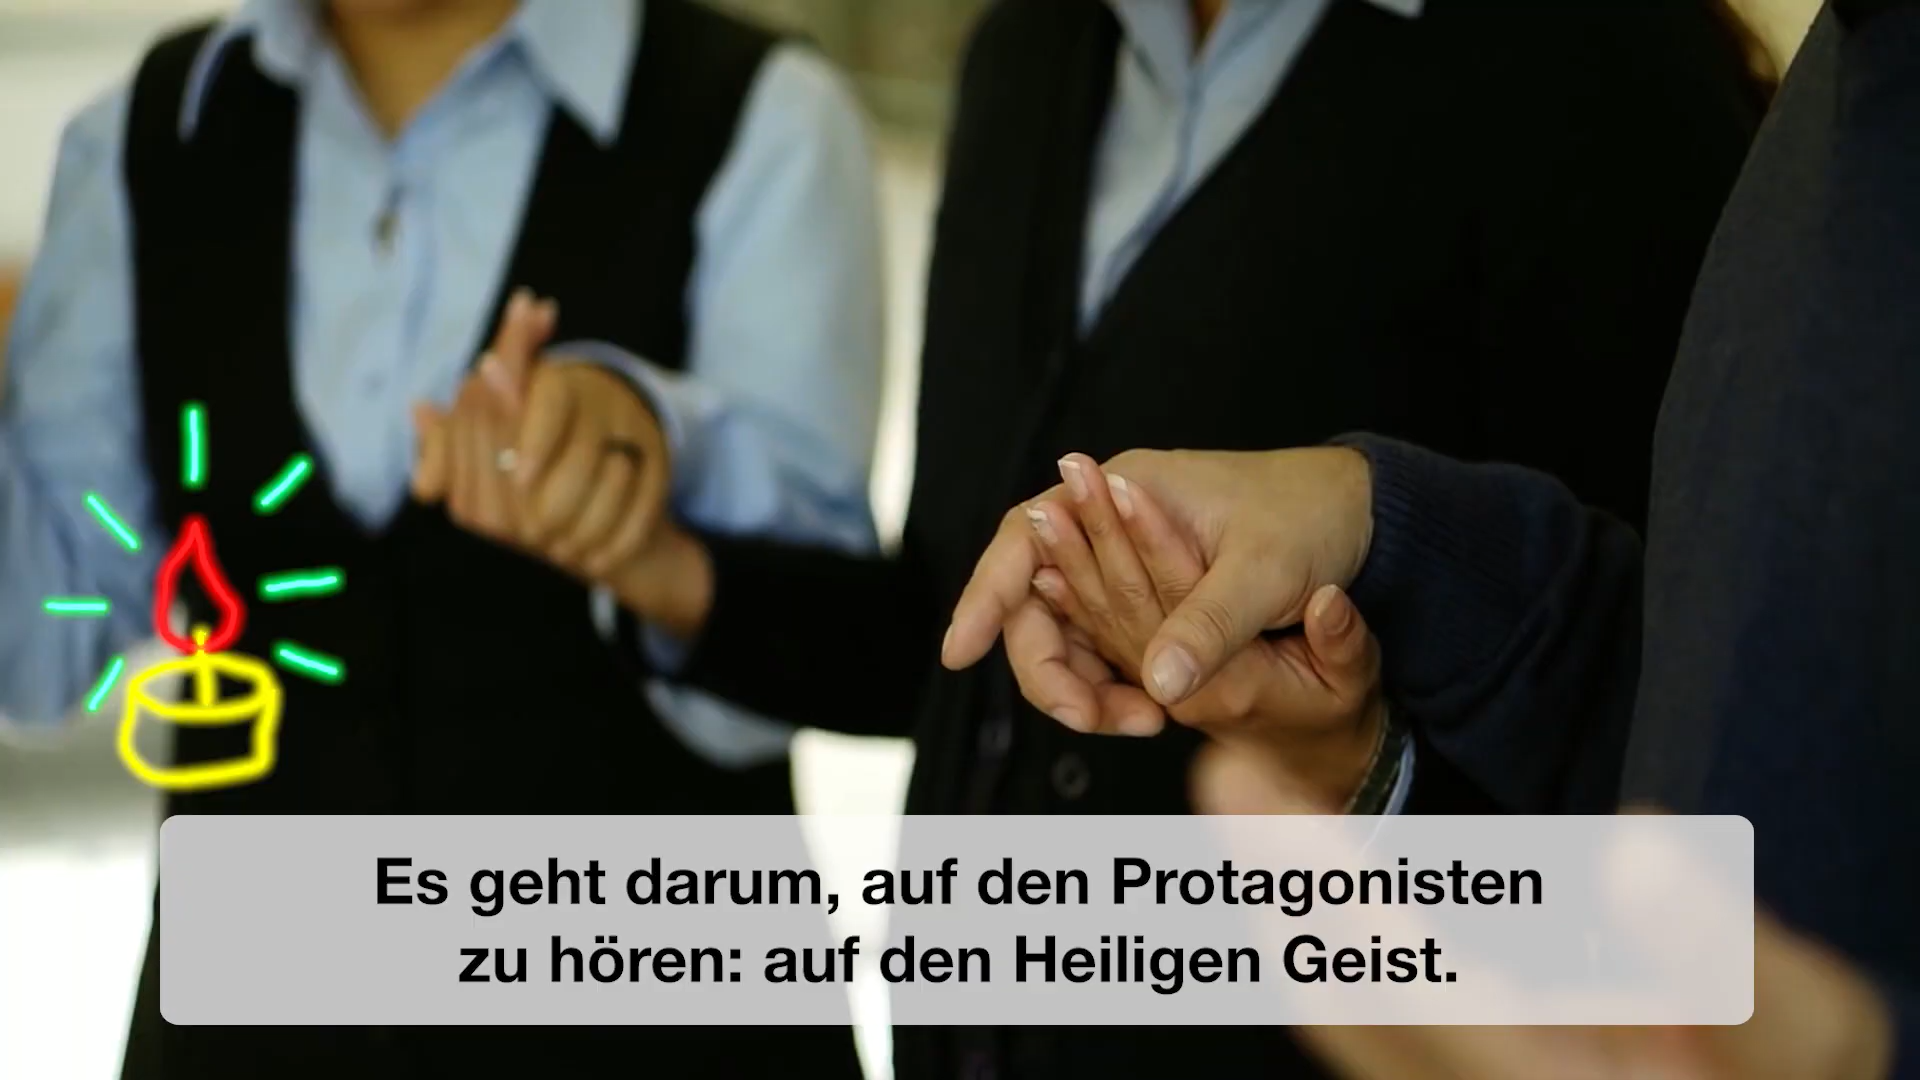 Es geht darum, auf den Protagonisten
zu hören: auf den Heiligen Geist.